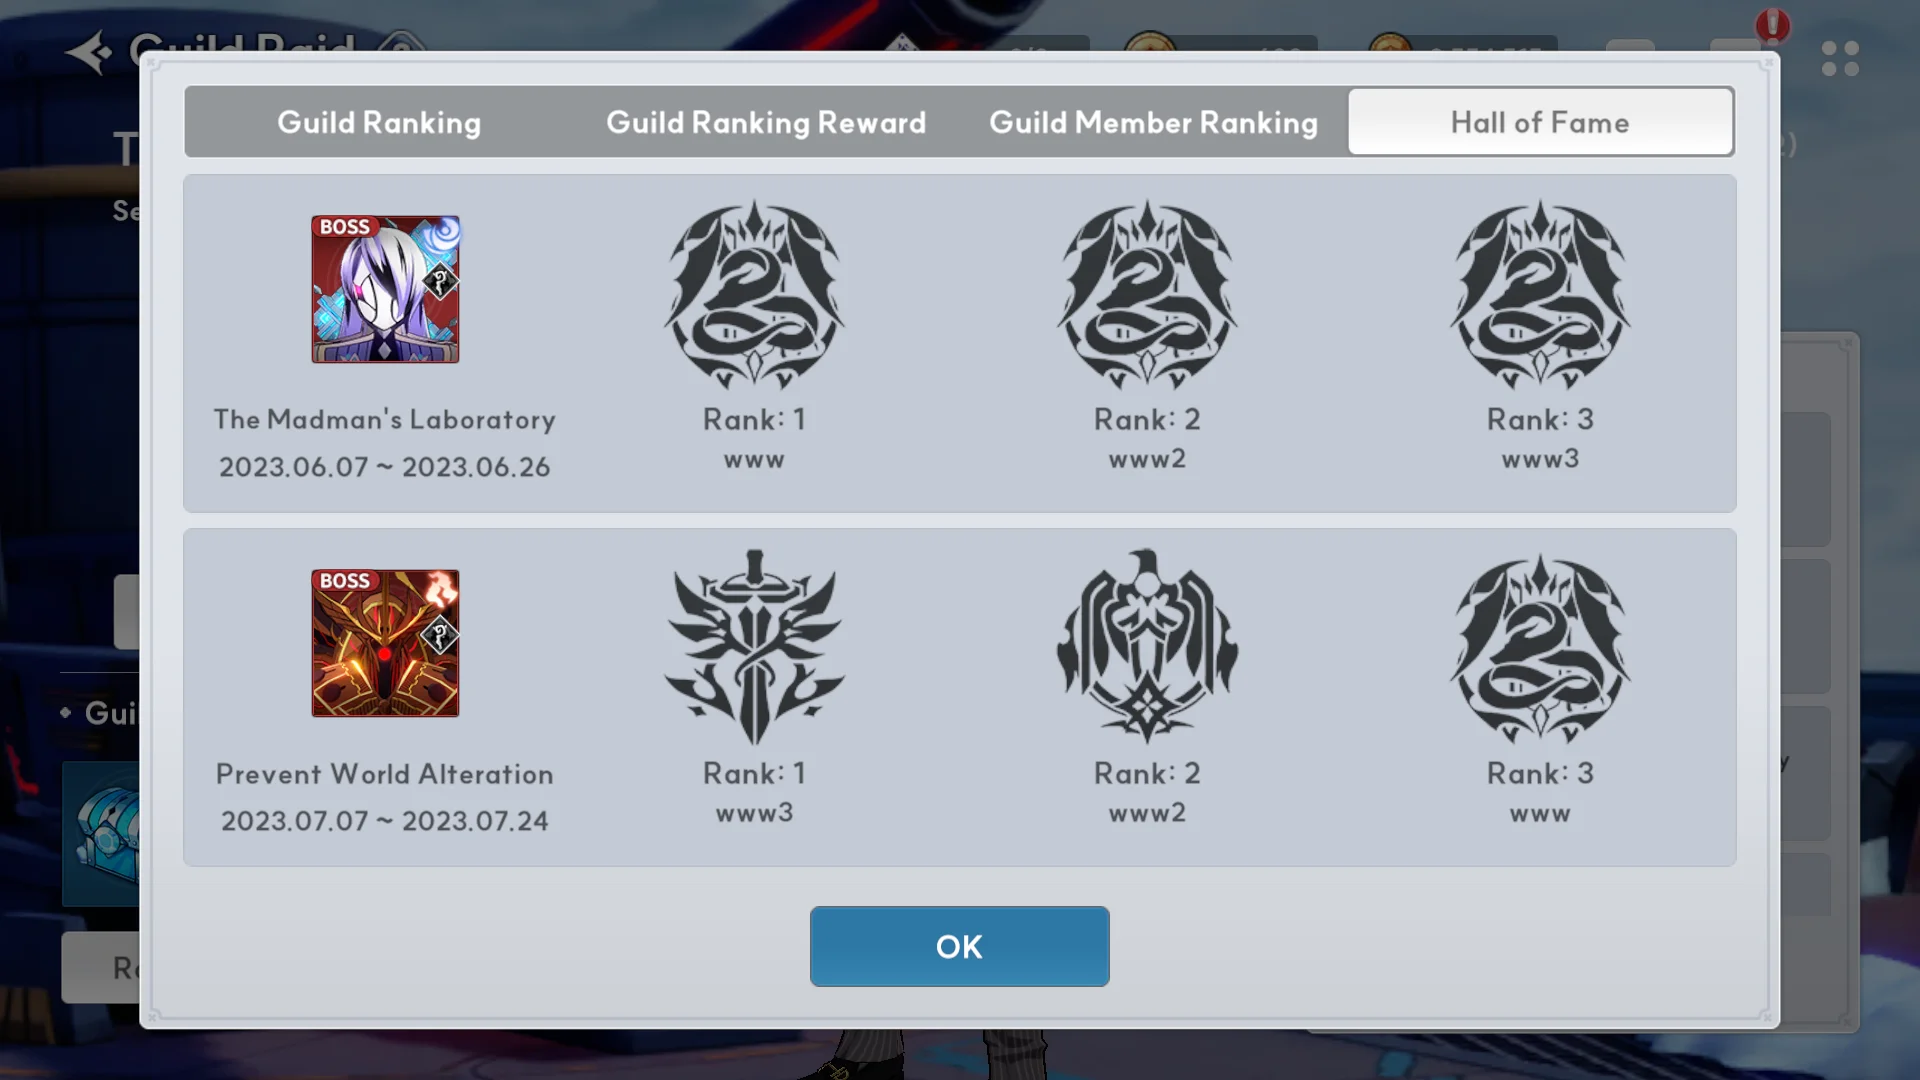 Guild Raid
Guild Ranking
Guild Ranking Reward
Guild Member Ranking
Hall of Fame
BOSS
The Madman's Laboratory
2023.06.07 ~ 2023.06.26
Rank: 1
www
Rank: 2
www2
Rank: 3
www3
BOSS
Prevent World Alteration
2023.07.07 ~ 2023.07.24
Rank: 1
www3
Rank: 2
www2
Rank: 3
www
OK